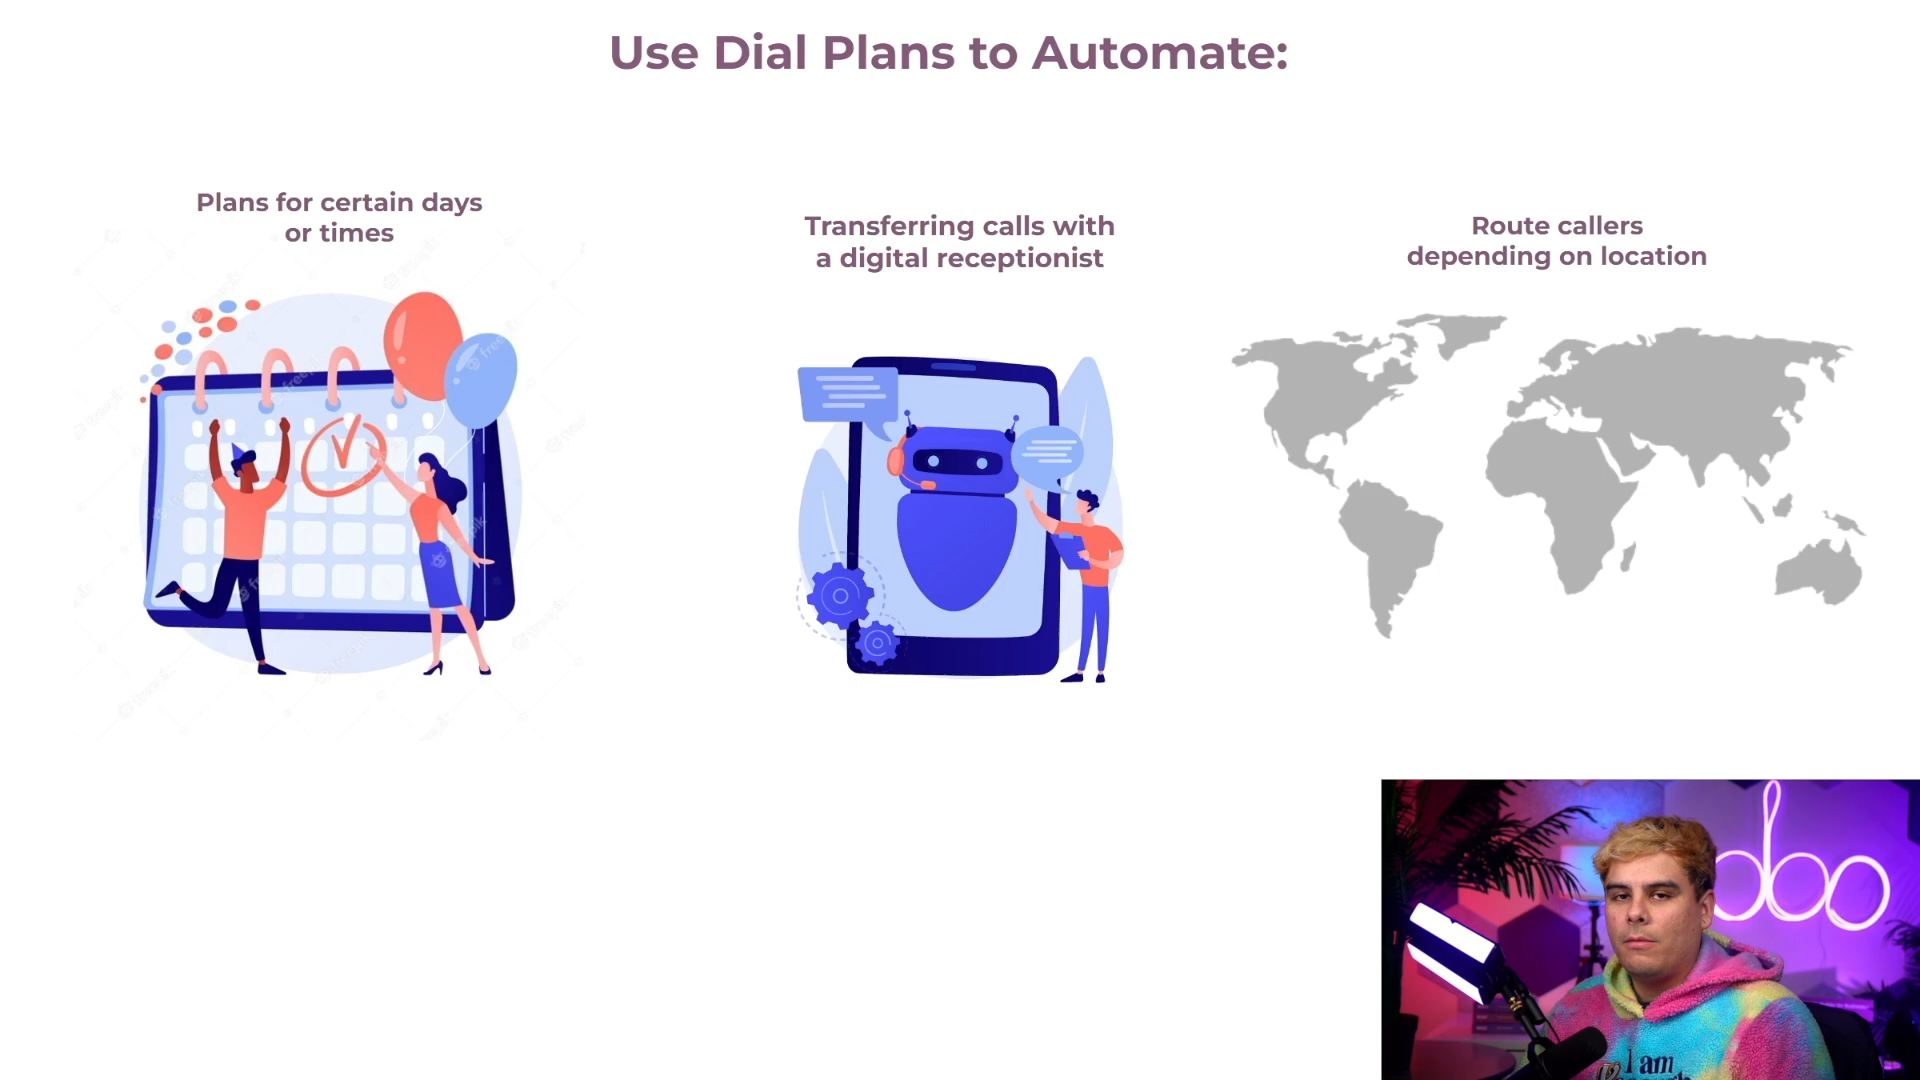 Use Dial Plans to Automate:
Plans for certain days
or times
Transferring calls with
a digital receptionist
Route callers
depending on location
I am